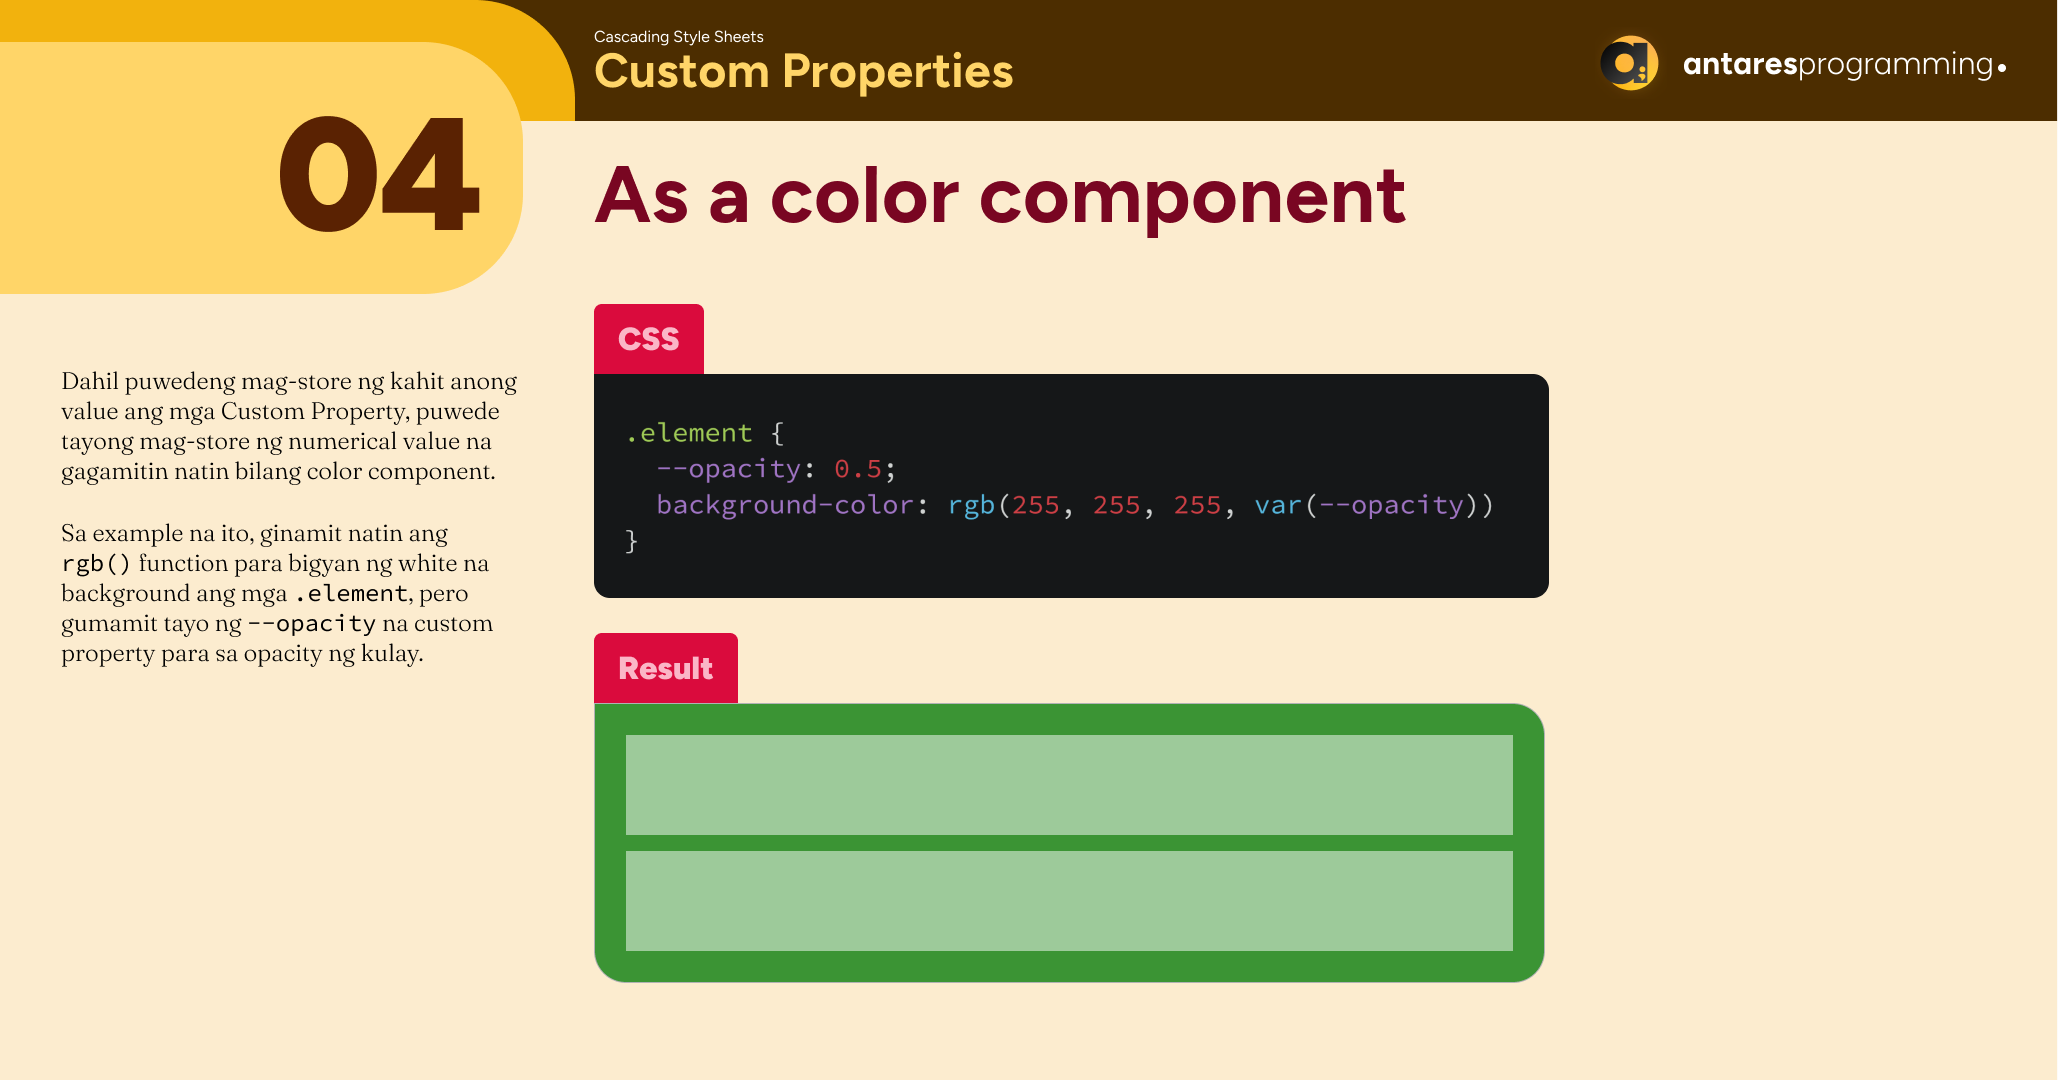 Cascading Style Sheets
Custom Properties
antaresprogramming.
04
As a color component
Dahil puwedeng mag-store ng kahit anong
value ang mga Custom Property, puwede
tayong mag-store ng numerical value na
gagamitin natin bilang color component.
Sa example na ito, ginamit natin ang
rgb() function para bigyan ng white na
background ang mga .element, pero
gumamit tayo ng --opacity na custom
property para sa opacity ng kulay.
CSS
.element {
  --opacity: 0.5;
  background-color: rgb(255, 255, 255, var(--opacity))
}
Result